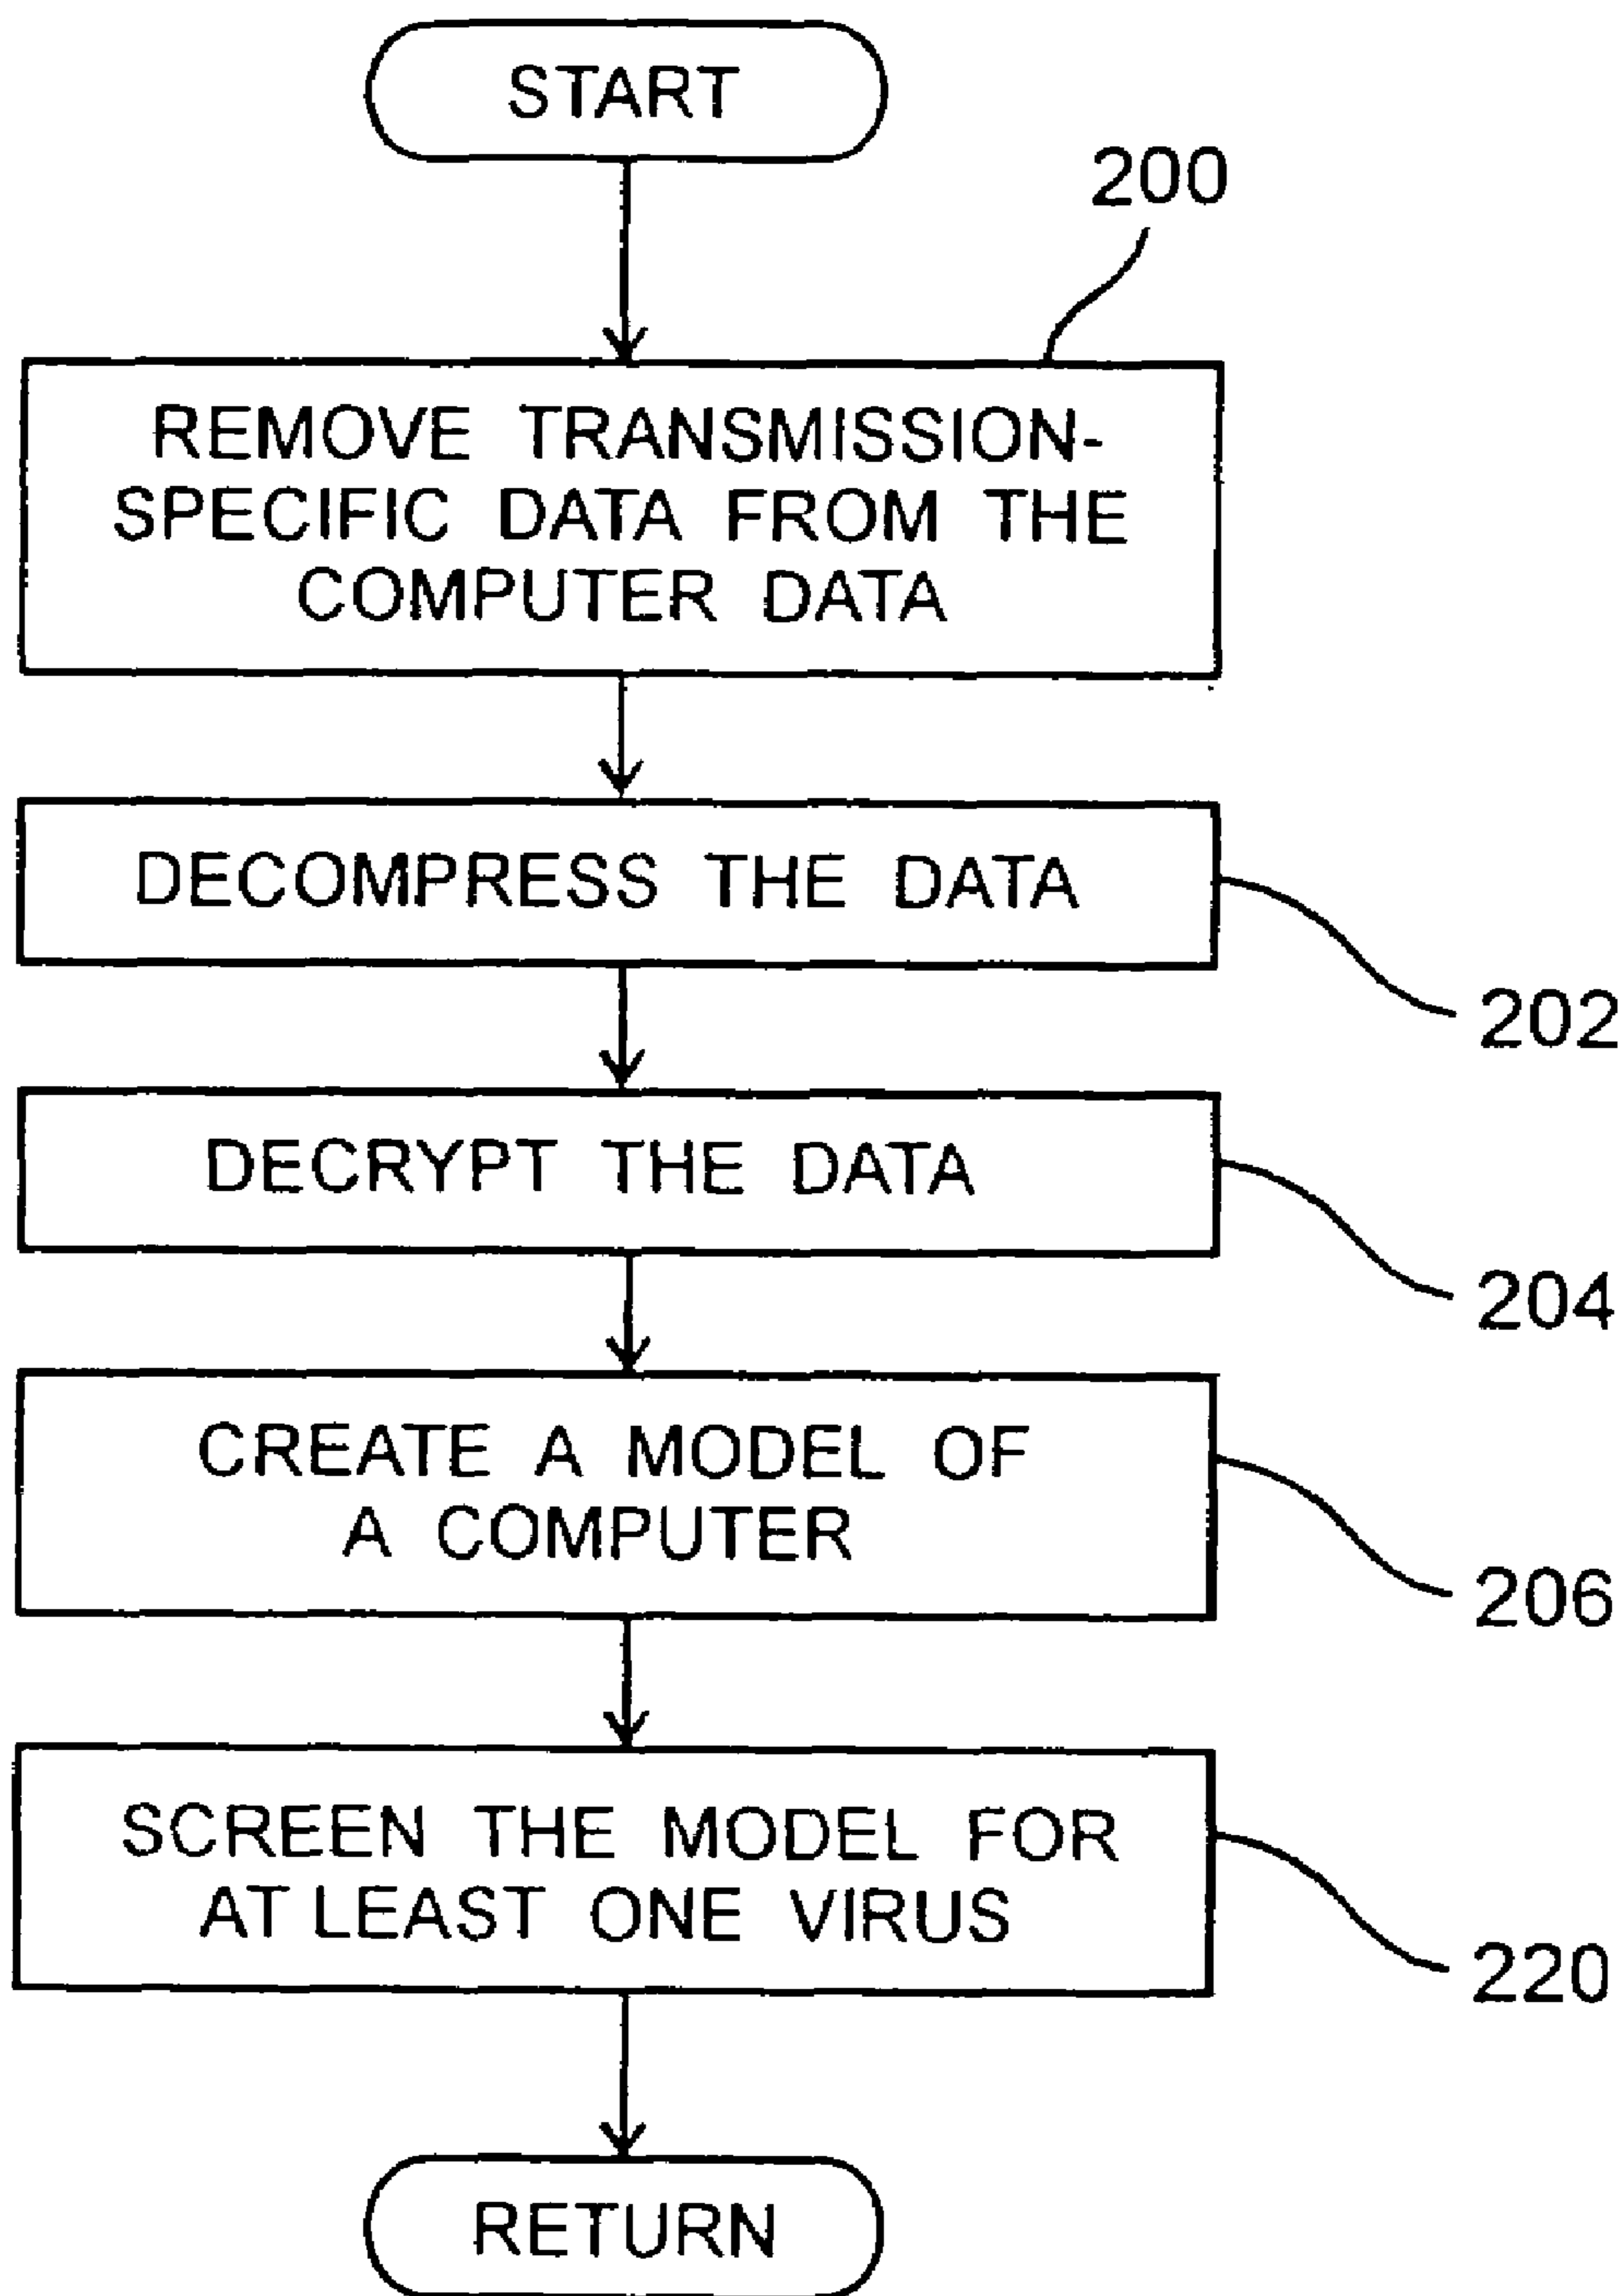 START
200
REMOVE TRANSMISSION-
SPECIFIC DATA FROM THE
COMPUTER DATA
DECOMPRESS THE DATA
202
DECRYPT THE DATA
204
CREATE A MODEL OF
A COMPUTER
206
SCREEN THE MODEL FOR
AT LEAST ONE VIRUS
220
RETURN